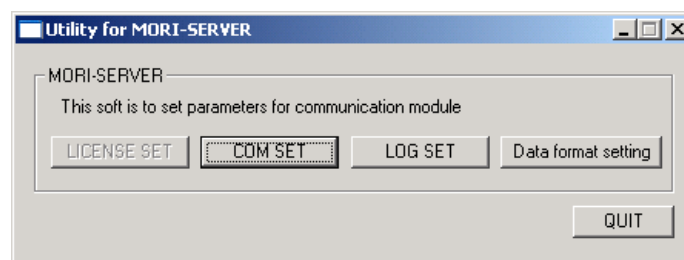 Utility for MORI-SERVER
MORI-SERVER
This soft is to set parameters for communication module
LICENSE SET COM SET LOG SET Data format setting
QUIT